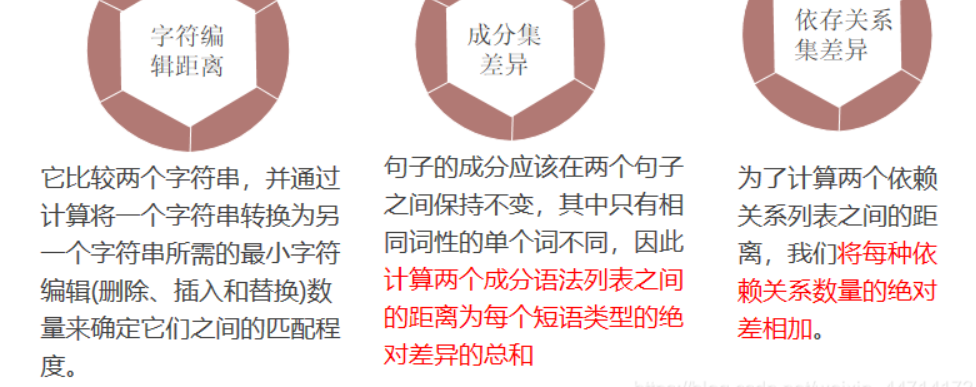 字符编
辑距离
它比较两个字符串，并通过
计算将一个字符串转换为另
一个字符串所需的最小字符
编辑(删除、插入和替换)数
量来确定它们之间的匹配程
度。
成分集
差异
句子的成分应该在两个句子
之间保持不变，其中只有相
同词性的单个词不同，因此
计算两个成分语法列表之间
的距离为每个短语类型的绝
对差异的总和
依存关系
集差异
为了计算两个依赖
关系列表之间的距
离，我们将每种依
赖关系数量的绝对
差相加。